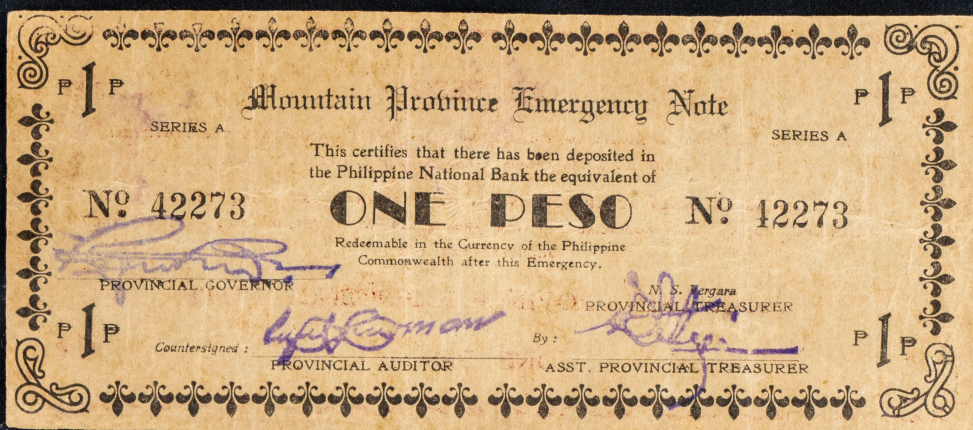 ₱ 1 ₱
₱ 1 ₱
Mountain Province Emergency Note
SERIES A
SERIES A
This certifies that there has been deposited in
the Philippine National Bank the equivalent of
Nº 42273
ONE PESO
Nº 42273
Redeemable in the Currency of the Philippine
Commonwealth after this Emergency.
PROVINCIAL GOVERNOR
N. S. Vergara
PROVINCIAL TREASURER
₱ 1 ₱
₱ 1 ₱
Countersigned :
By :
PROVINCIAL AUDITOR
ASST. PROVINCIAL TREASURER